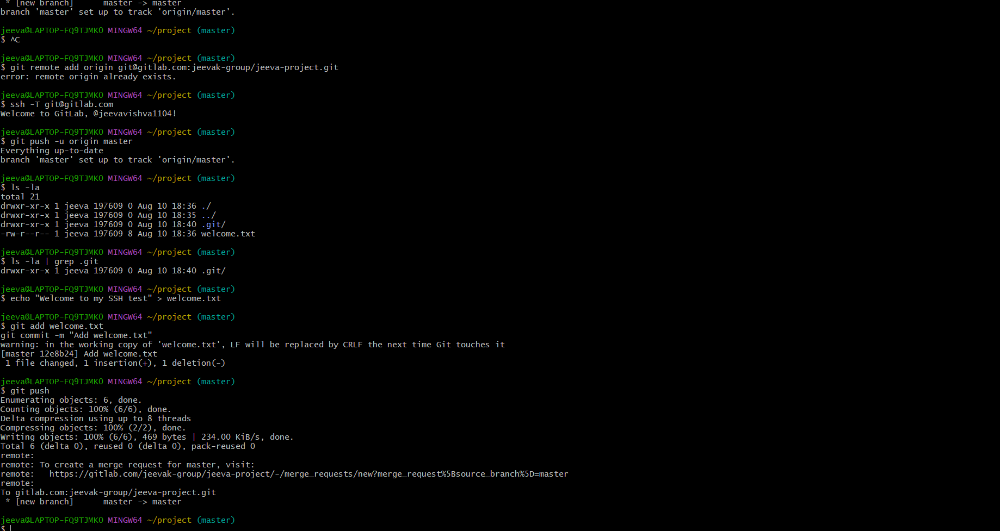 * [new branch]      master -> master
branch 'master' set up to track 'origin/master'.
jeeva@LAPTOP-FQ9TJMKO MINGW64 ~/project (master)
$ ^C
jeeva@LAPTOP-FQ9TJMKO MINGW64 ~/project (master)
$ git remote add origin git@gitlab.com:jeevak-group/jeeva-project.git
error: remote origin already exists.
jeeva@LAPTOP-FQ9TJMKO MINGW64 ~/project (master)
$ ssh -T git@gitlab.com
Welcome to GitLab, @jeevavishva1104!
jeeva@LAPTOP-FQ9TJMKO MINGW64 ~/project (master)
$ git push -u origin master
Everything up-to-date
branch 'master' set up to track 'origin/master'.
jeeva@LAPTOP-FQ9TJMKO MINGW64 ~/project (master)
$ ls -la
total 21
drwxr-xr-x 1 jeeva 197609 0 Aug 10 18:36 ./
drwxr-xr-x 1 jeeva 197609 0 Aug 10 18:35 ../
drwxr-xr-x 1 jeeva 197609 0 Aug 10 18:40 .git/
-rw-r--r-- 1 jeeva 197609 8 Aug 10 18:36 welcome.txt
jeeva@LAPTOP-FQ9TJMKO MINGW64 ~/project (master)
$ ls -la | grep .git
drwxr-xr-x 1 jeeva 197609 0 Aug 10 18:40 .git/
jeeva@LAPTOP-FQ9TJMKO MINGW64 ~/project (master)
$ echo "Welcome to my SSH test" > welcome.txt
jeeva@LAPTOP-FQ9TJMKO MINGW64 ~/project (master)
$ git add welcome.txt
git commit -m "Add welcome.txt"
warning: in the working copy of 'welcome.txt', LF will be replaced by CRLF the next time Git touches it
[master 12e8b24] Add welcome.txt
 1 file changed, 1 insertion(+), 1 deletion(-)
jeeva@LAPTOP-FQ9TJMKO MINGW64 ~/project (master)
$ git push
Enumerating objects: 6, done.
Counting objects: 100% (6/6), done.
Delta compression using up to 8 threads
Compressing objects: 100% (2/2), done.
Writing objects: 100% (6/6), 469 bytes | 234.00 KiB/s, done.
Total 6 (delta 0), reused 0 (delta 0), pack-reused 0
remote:
remote: To create a merge request for master, visit:
remote:   https://gitlab.com/jeevak-group/jeeva-project/-/merge_requests/new?merge_request%5Bsource_branch%5D=master
remote:
To gitlab.com:jeevak-group/jeeva-project.git
 * [new branch]      master -> master
jeeva@LAPTOP-FQ9TJMKO MINGW64 ~/project (master)
$